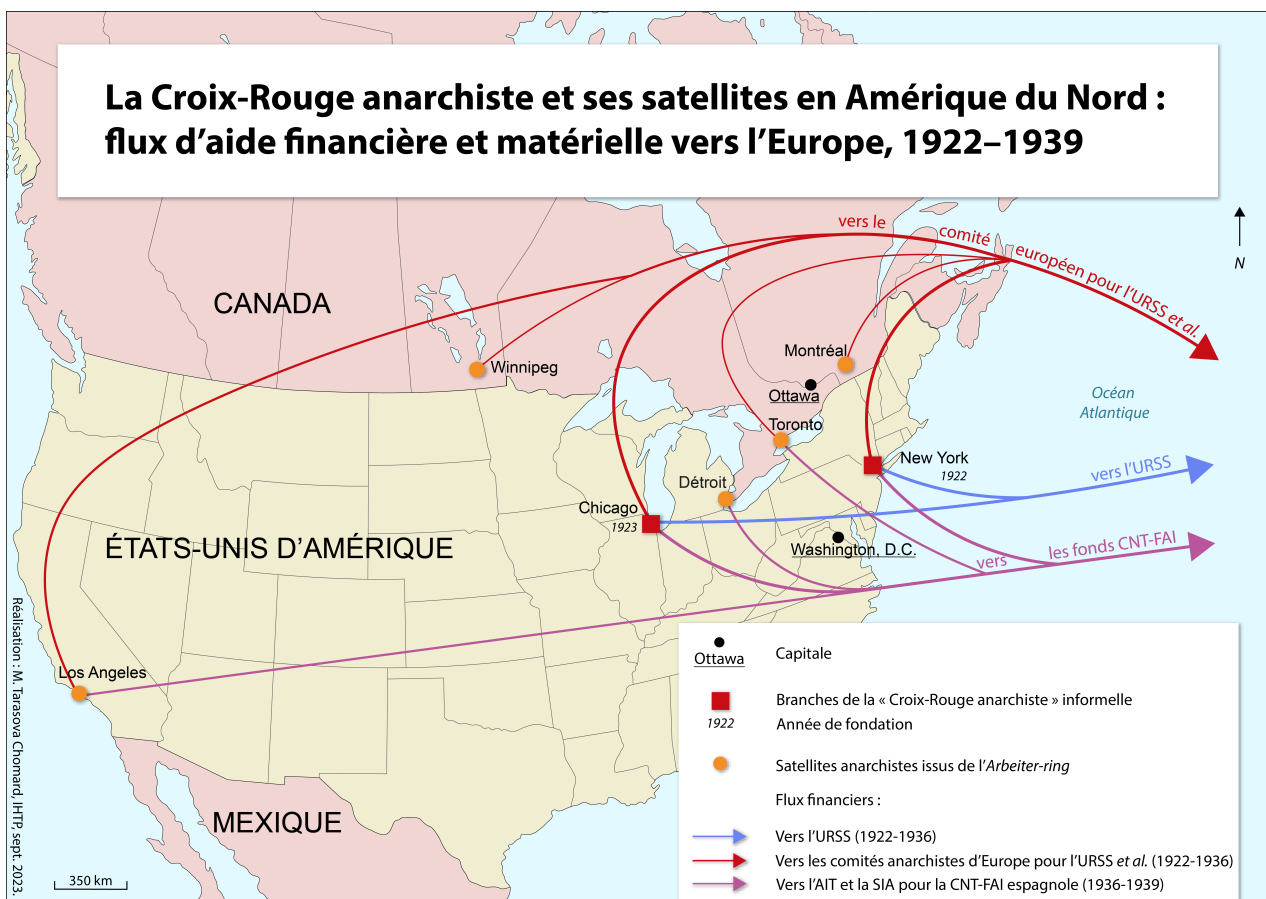 La Croix-Rouge anarchiste et ses satellites en Amérique du Nord :
flux d’aide financière et matérielle vers l’Europe, 1922–1939
vers le comité européen pour l’URSS et al.
N
CANADA
Winnipeg
Montréal
Ottawa
Océan
Atlantique
Toronto
New York
1922
vers l’URSS
Détroit
Chicago
1923
Washington, D.C.
vers les fonds CNT-FAI
ÉTATS-UNIS D’AMÉRIQUE
Los Angeles
MEXIQUE
350 km
Réalisation : M. Tarasova Chomard, IHTP, sept. 2023.
Ottawa
Capitale
Branches de la « Croix-Rouge anarchiste » informelle
1922
Année de fondation
Satellites anarchistes issus de l’Arbeiter-ring
Flux financiers :
Vers l’URSS (1922-1936)
Vers les comités anarchistes d’Europe pour l’URSS et al. (1922-1936)
Vers l’AIT et la SIA pour la CNT-FAI espagnole (1936-1939)